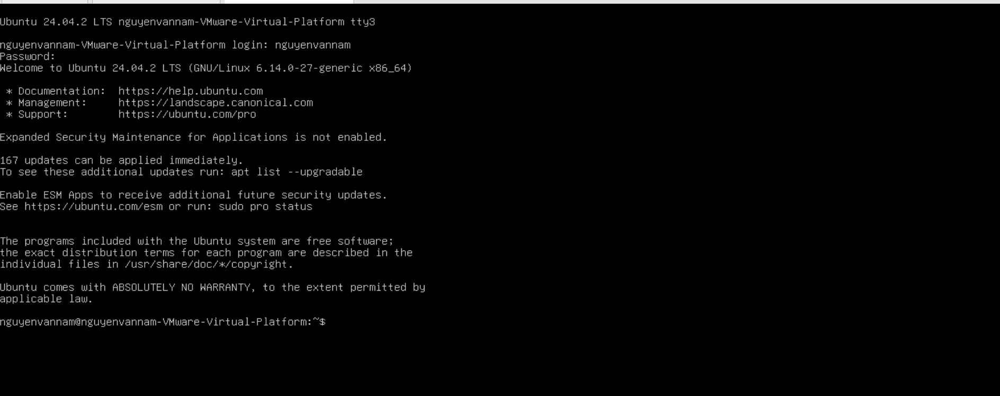 Ubuntu 24.04.2 LTS nguyenvannam-VMware-Virtual-Platform tty3
nguyenvannam-VMware-Virtual-Platform login: nguyenvannam
Password:
Welcome to Ubuntu 24.04.2 LTS (GNU/Linux 6.14.0-27-generic x86_64)
* Documentation:  https://help.ubuntu.com
* Management:     https://landscape.canonical.com
* Support:        https://ubuntu.com/pro
Expanded Security Maintenance for Applications is not enabled.
167 updates can be applied immediately.
To see these additional updates run: apt list --upgradable
Enable ESM Apps to receive additional future security updates.
See https://ubuntu.com/esm or run: sudo pro status
The programs included with the Ubuntu system are free software;
the exact distribution terms for each program are described in the
individual files in /usr/share/doc/*/copyright.
Ubuntu comes with ABSOLUTELY NO WARRANTY, to the extent permitted by
applicable law.
nguyenvannam@nguyenvannam-VMware-Virtual-Platform:~$